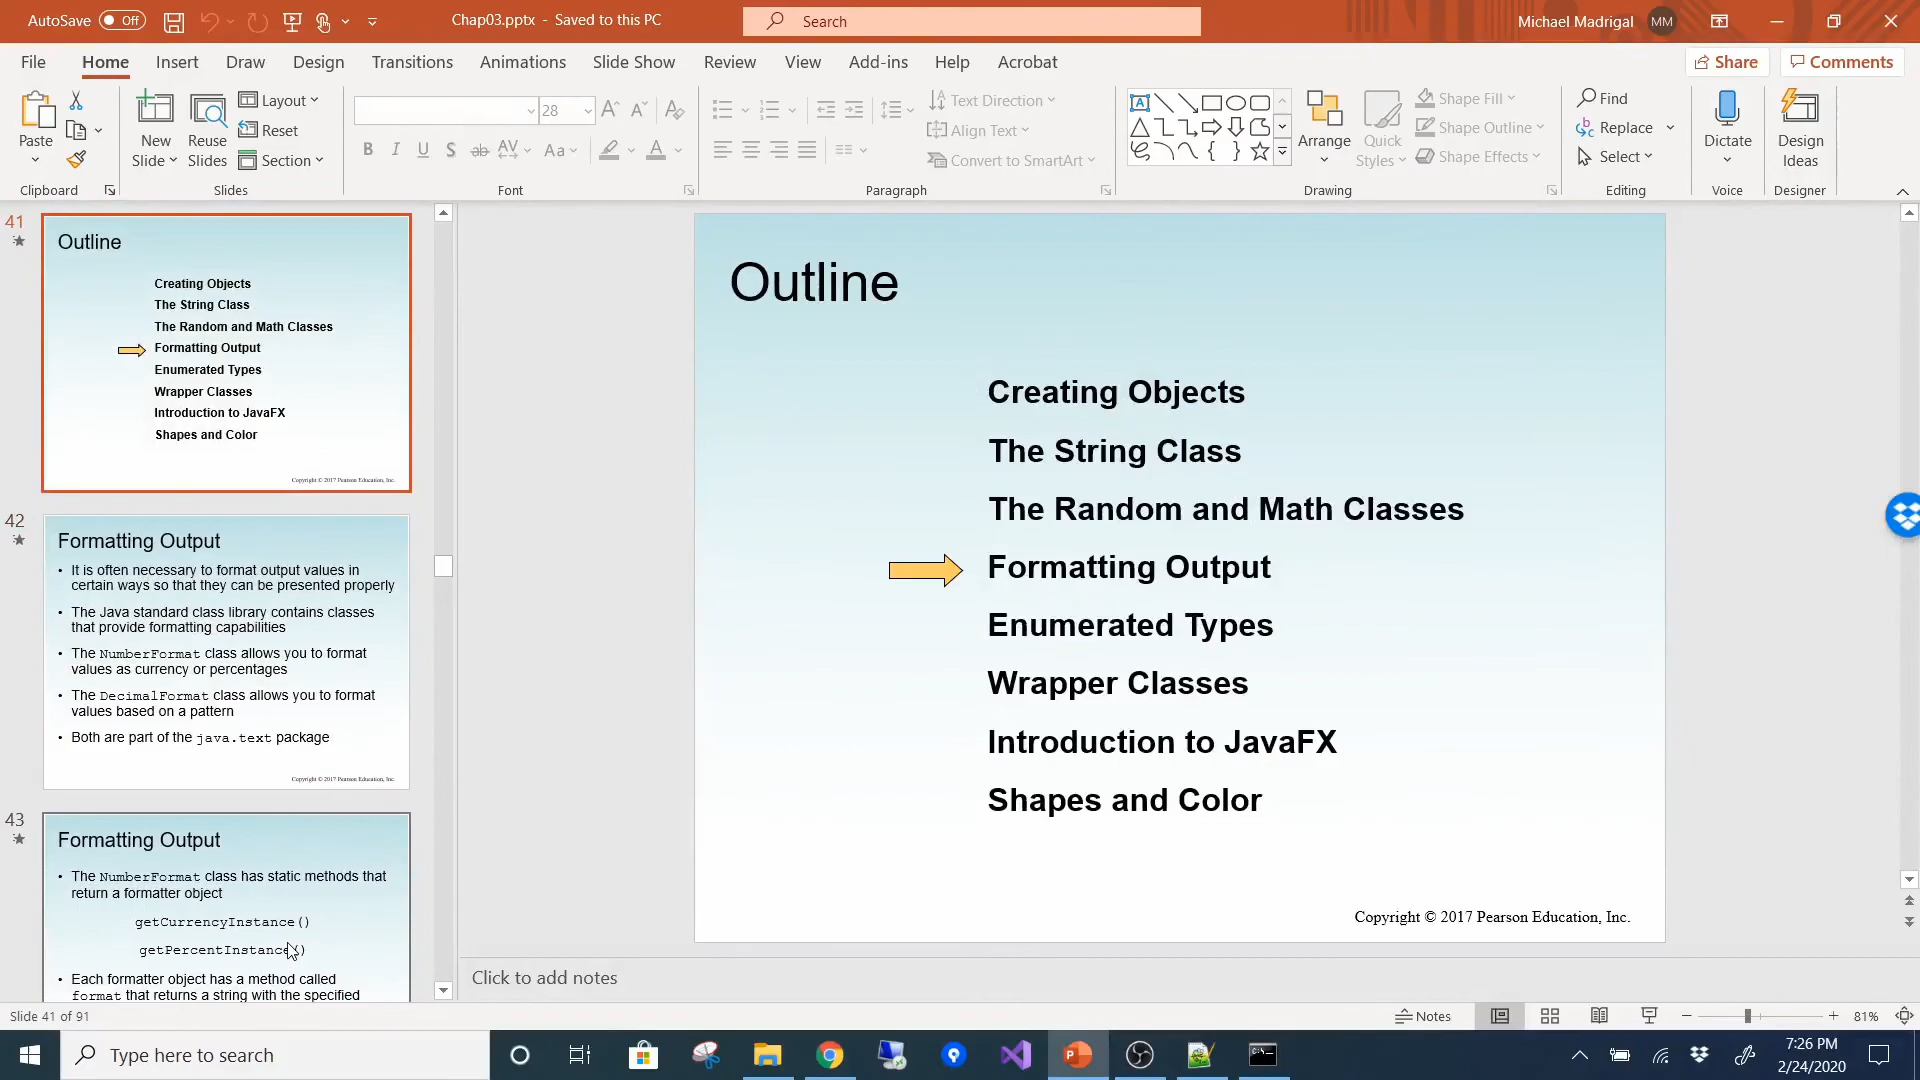 AutoSave Off
Chap03.pptx - Saved to this PC
Search
Michael Madrigal MM
File Home Insert Draw Design Transitions Animations Slide Show Review View Add-ins Help Acrobat
Share Comments
Paste
Clipboard
New Slide
Reuse Slides
Layout
Reset
Section
Slides
28
B I U S ab AV Aa A
Font
Text Direction
Align Text
Convert to SmartArt
Paragraph
Arrange
Quick Styles
Shape Fill
Shape Outline
Shape Effects
Drawing
Find
Replace
Select
Editing
Dictate
Voice
Design Ideas
Designer
41
Outline
Creating Objects
The String Class
The Random and Math Classes
Formatting Output
Enumerated Types
Wrapper Classes
Introduction to JavaFX
Shapes and Color
Copyright © 2017 Pearson Education, Inc.
42
Formatting Output
• It is often necessary to format output values in
certain ways so that they can be presented properly
• The Java standard class library contains classes
that provide formatting capabilities
• The NumberFormat class allows you to format
values as currency or percentages
• The DecimalFormat class allows you to format
values based on a pattern
• Both are part of the java.text package
Copyright © 2017 Pearson Education, Inc.
43
Formatting Output
• The NumberFormat class has static methods that
return a formatter object
getCurrencyInstance()
getPercentInstance()
• Each formatter object has a method called
format that returns a string with the specified
Outline
Creating Objects
The String Class
The Random and Math Classes
Formatting Output
Enumerated Types
Wrapper Classes
Introduction to JavaFX
Shapes and Color
Copyright © 2017 Pearson Education, Inc.
Click to add notes
Slide 41 of 91
Notes
81%
Type here to search
7:26 PM
2/24/2020